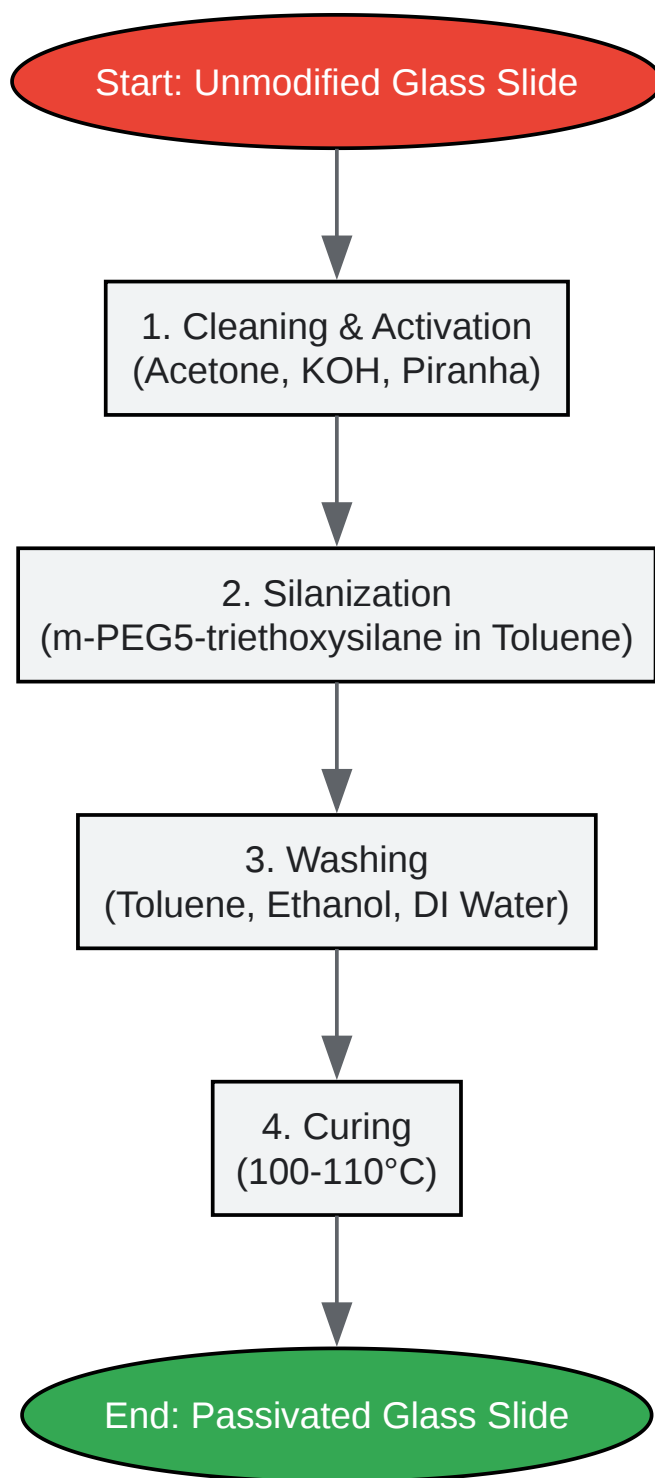 Start: Unmodified Glass Slide
1. Cleaning & Activation
(Acetone, KOH, Piranha)
2. Silanization
(m-PEG5-triethoxysilane in Toluene)
3. Washing
(Toluene, Ethanol, DI Water)
4. Curing
(100-110°C)
End: Passivated Glass Slide